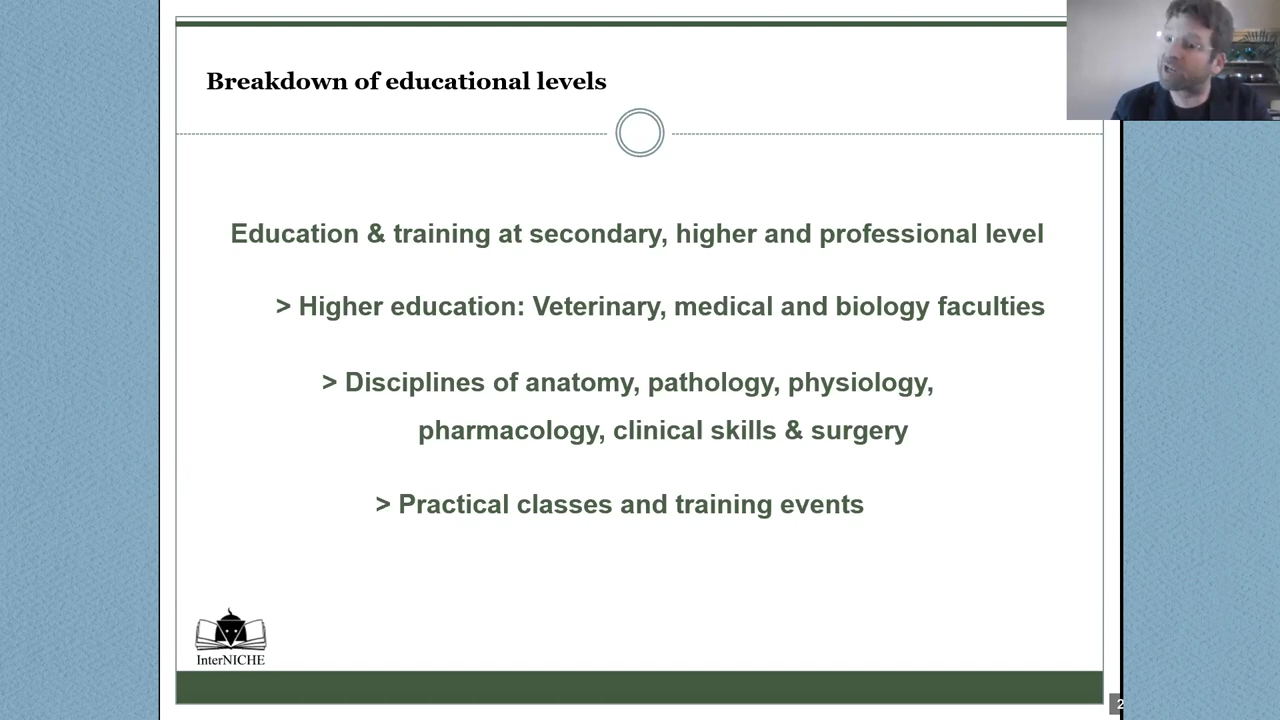 Breakdown of educational levels
Education & training at secondary, higher and professional level
> Higher education: Veterinary, medical and biology faculties
> Disciplines of anatomy, pathology, physiology,
pharmacology, clinical skills & surgery
> Practical classes and training events
InterNICHE
2